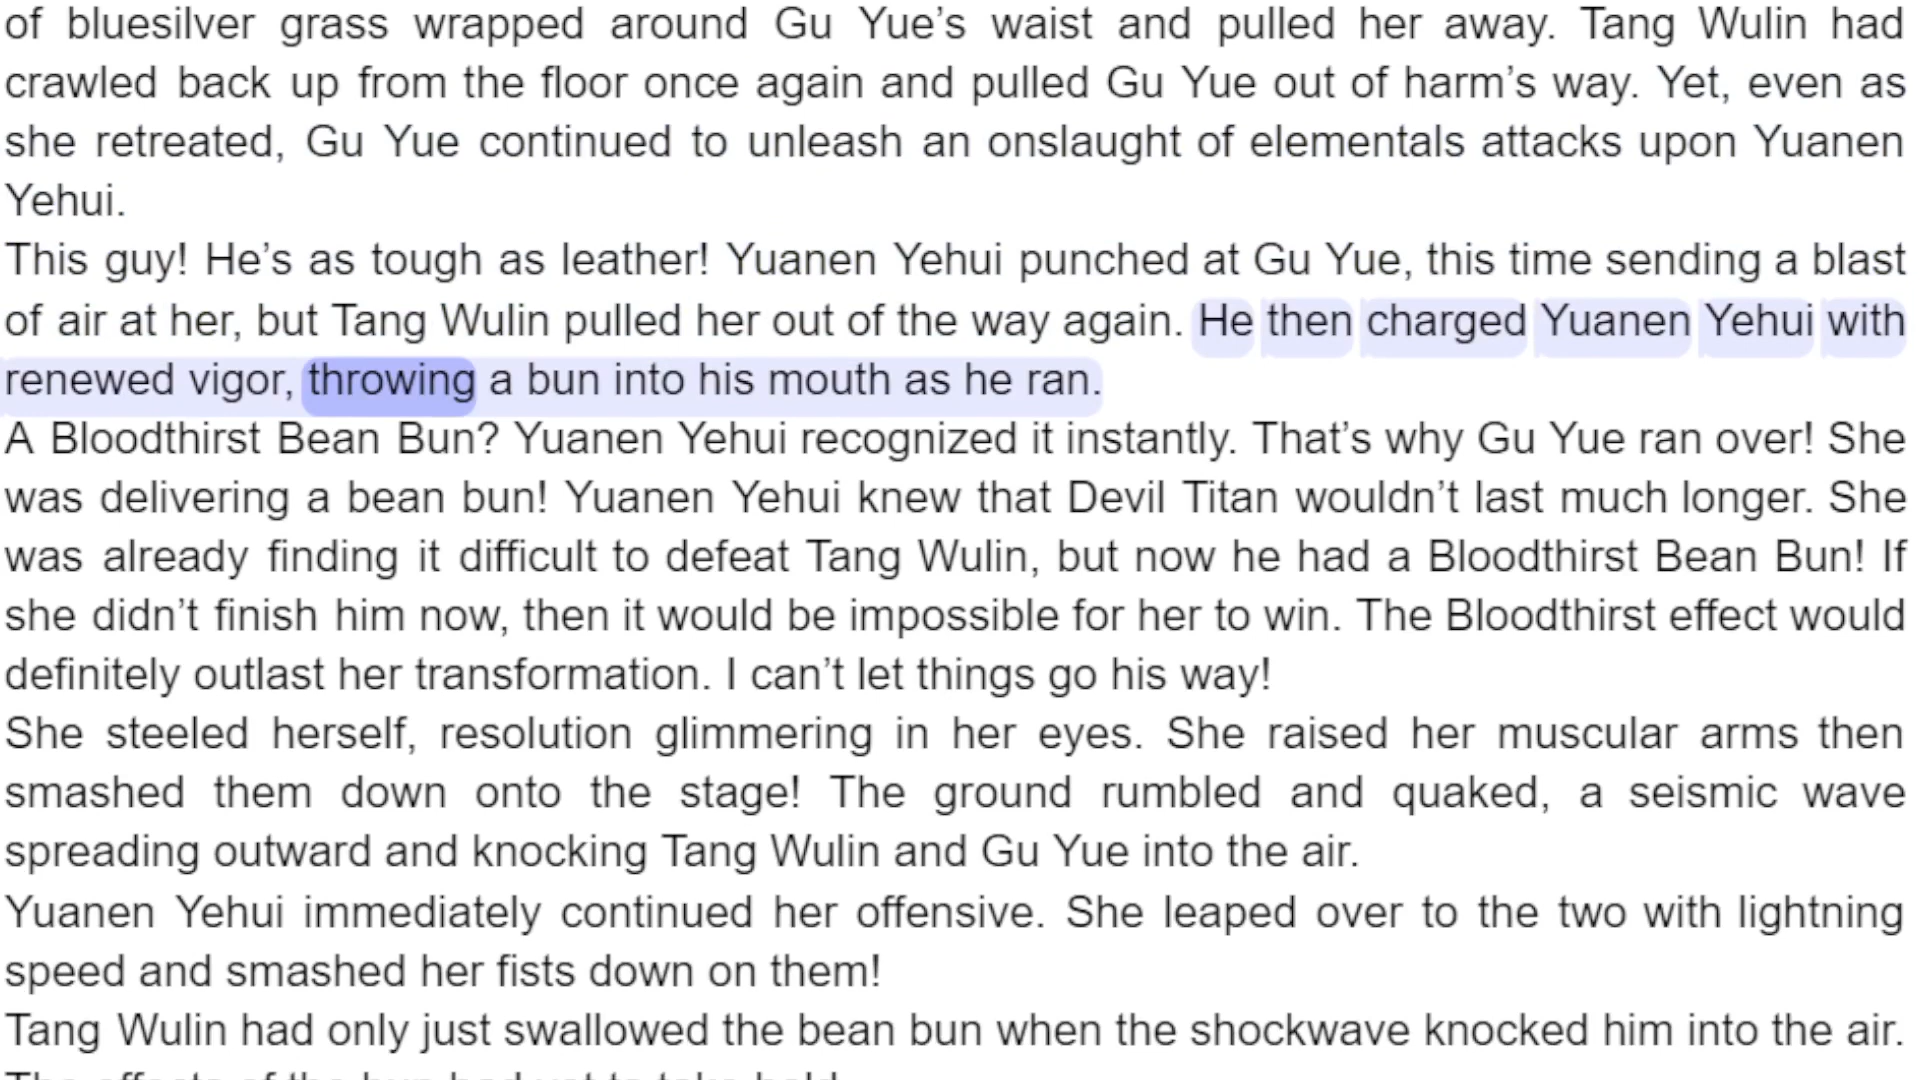 of bluesilver grass wrapped around Gu Yue’s waist and pulled her away. Tang Wulin had
crawled back up from the floor once again and pulled Gu Yue out of harm’s way. Yet, even as
she retreated, Gu Yue continued to unleash an onslaught of elementals attacks upon Yuanen
Yehui.
This guy! He’s as tough as leather! Yuanen Yehui punched at Gu Yue, this time sending a blast
of air at her, but Tang Wulin pulled her out of the way again. He then charged Yuanen Yehui with
renewed vigor, throwing a bun into his mouth as he ran.
A Bloodthirst Bean Bun? Yuanen Yehui recognized it instantly. That’s why Gu Yue ran over! She
was delivering a bean bun! Yuanen Yehui knew that Devil Titan wouldn’t last much longer. She
was already finding it difficult to defeat Tang Wulin, but now he had a Bloodthirst Bean Bun! If
she didn’t finish him now, then it would be impossible for her to win. The Bloodthirst effect would
definitely outlast her transformation. I can’t let things go his way!
She steeled herself, resolution glimmering in her eyes. She raised her muscular arms then
smashed them down onto the stage! The ground rumbled and quaked, a seismic wave
spreading outward and knocking Tang Wulin and Gu Yue into the air.
Yuanen Yehui immediately continued her offensive. She leaped over to the two with lightning
speed and smashed her fists down on them!
Tang Wulin had only just swallowed the bean bun when the shockwave knocked him into the air.
The effects of the bun had yet to take hold